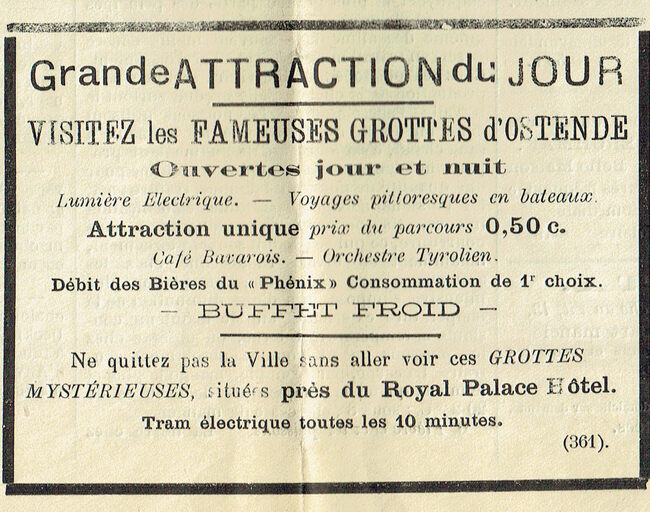 Grande ATTRACTION du JOUR
VISITEZ les FAMEUSES GROTTES d'OSTENDE
Ouvertes jour et nuit
Lumière Electrique. — Voyages pittoresques en bateaux.
Attraction unique prix du parcours 0,50 c.
Café Bavarois. — Orchestre Tyrolien.
Débit des Bières du « Phénix » Consommation de 1r choix.
— BUFFET FROID —
Ne quittez pas la Ville sans aller voir ces GROTTES
MYSTÉRIEUSES, situées près du Royal Palace Hôtel.
Tram électrique toutes les 10 minutes.
(361).